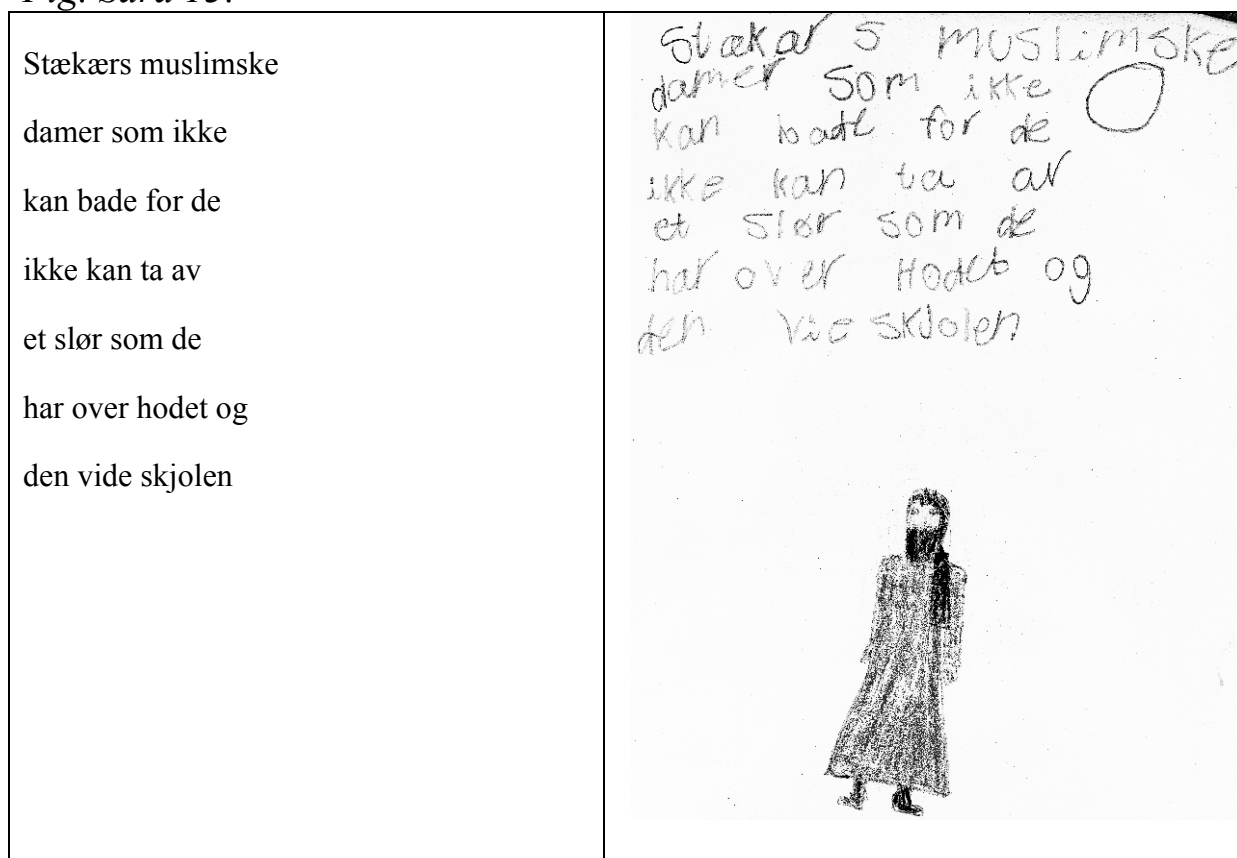 Fig. Sara 13:
Stækærs muslimske
damer som ikke
kan bade for de
ikke kan ta av
et slør som de
har over hodet og
den vide skjolen
Stækar s muslimske
damer som ikke
kan bade for de
ikke kan ta av
et slør som de
har over Hodet og
den vie skjolen